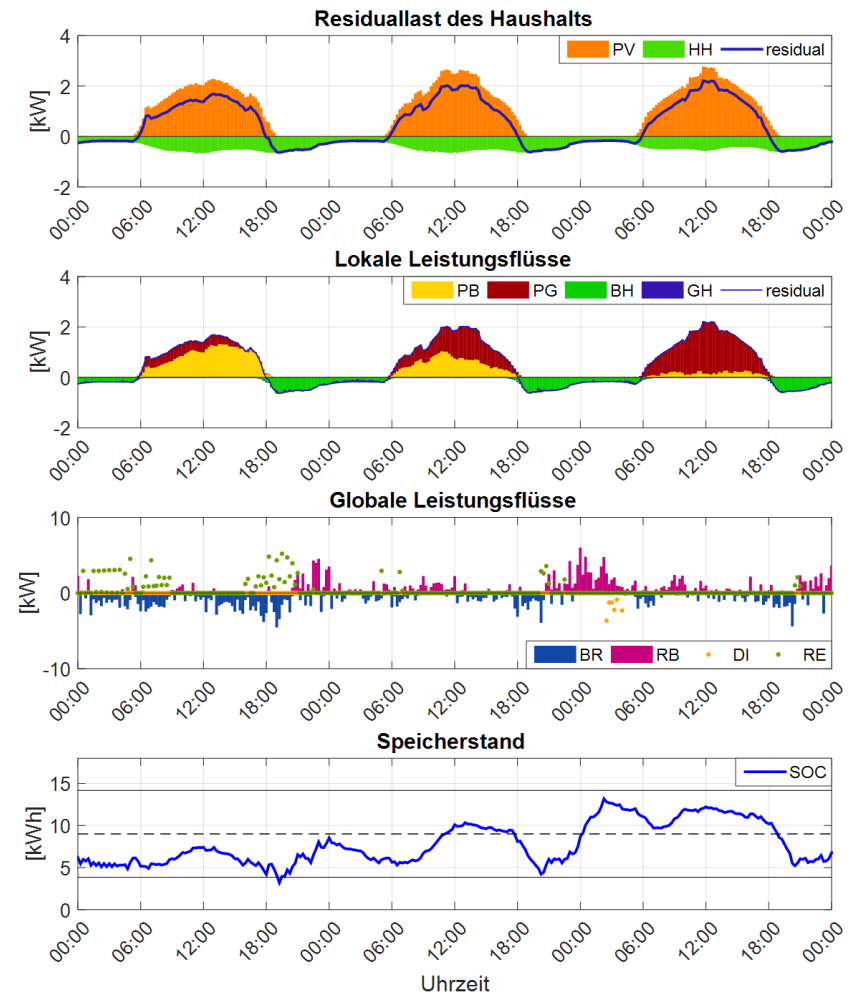 Residuallast des Haushalts
PV HH residual
[kW]
4
2
0
-2
00:00 06:00 12:00 18:00 00:00 06:00 12:00 18:00 00:00 06:00 12:00 18:00 00:00
Lokale Leistungsflüsse
PB PG BH GH residual
[kW]
4
2
0
-2
00:00 06:00 12:00 18:00 00:00 06:00 12:00 18:00 00:00 06:00 12:00 18:00 00:00
Globale Leistungsflüsse
[kW]
10
0
-10
BR RB DI RE
00:00 06:00 12:00 18:00 00:00 06:00 12:00 18:00 00:00 06:00 12:00 18:00 00:00
Speicherstand
SOC
[kWh]
15
10
5
0
00:00 06:00 12:00 18:00 00:00 06:00 12:00 18:00 00:00 06:00 12:00 18:00 00:00
Uhrzeit